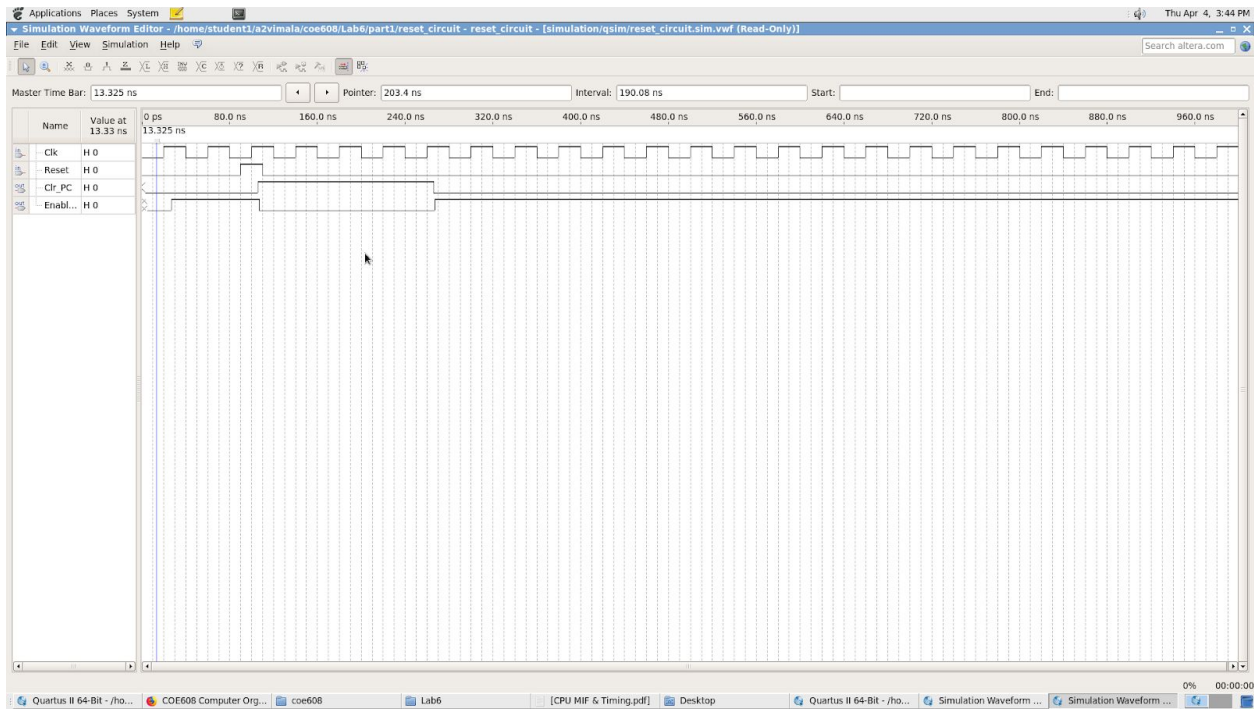 Applications Places System Thu Apr 4, 3:44 PM
Simulation Waveform Editor - /home/student1/a2vimala/coe608/Lab6/part1/reset_circuit - reset_circuit - [simulation/qsim/reset_circuit.sim.vwf (Read-Only)]
File Edit View Simulation Help Search altera.com
Master Time Bar: 13.325 ns Pointer: 203.4 ns Interval: 190.08 ns Start: End:
Name Value at 13.33 ns
0 ps 80.0 ns 160.0 ns 240.0 ns 320.0 ns 400.0 ns 480.0 ns 560.0 ns 640.0 ns 720.0 ns 800.0 ns 880.0 ns 960.0 ns
13.325 ns
Clk H 0
Reset H 0
Clr_PC H 0
Enabl... H 0
0% 00:00:00
Quartus II 64-Bit - /ho... COE608 Computer Org... coe608 Lab6 [CPU MIF & Timing.pdf] Desktop Quartus II 64-Bit - /ho... Simulation Waveform ... Simulation Waveform ...